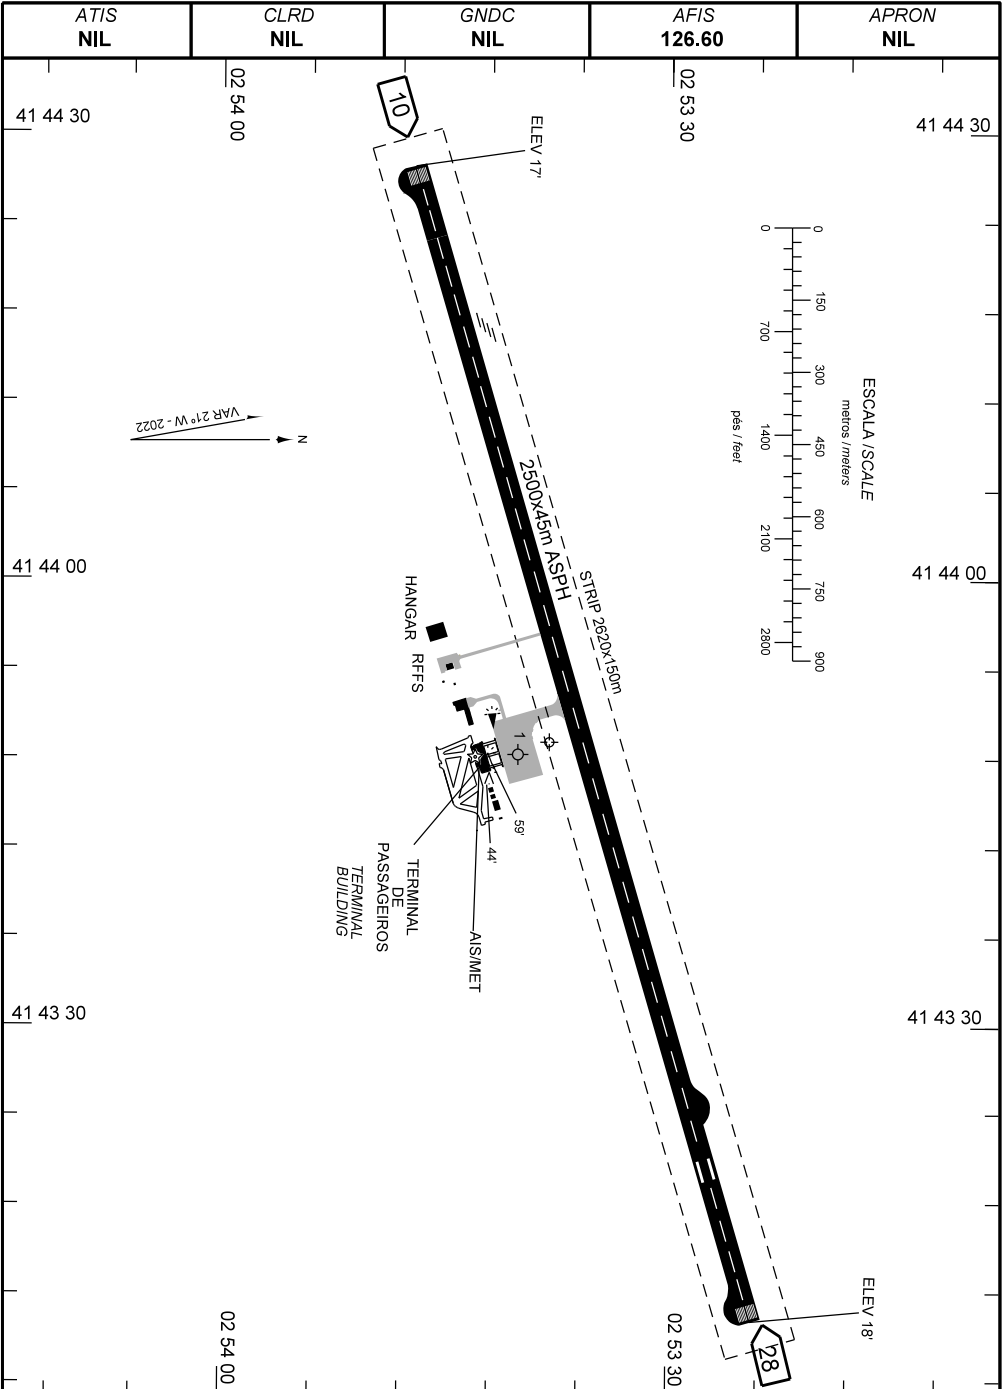 ATIS
NIL
CLRD
NIL
GNDC
NIL
AFIS
126.60
APRON
NIL
02 54 00
02 53 30
41 44 30
41 44 30
10
ELEV 17'
ESCALA / SCALE
metros / meters
0
150
300
450
600
750
900
0
700
1400
2100
2800
pés / feet
VAR 21° W - 2022
N
2500x45m ASPH
STRIP 2620x150m
41 44 00
41 44 00
HANGAR
RFFS
1
59'
44'
TERMINAL
DE
PASSAGEIROS
TERMINAL
BUILDING
AIS/MET
41 43 30
41 43 30
ELEV 18'
28
02 54 00
02 53 30